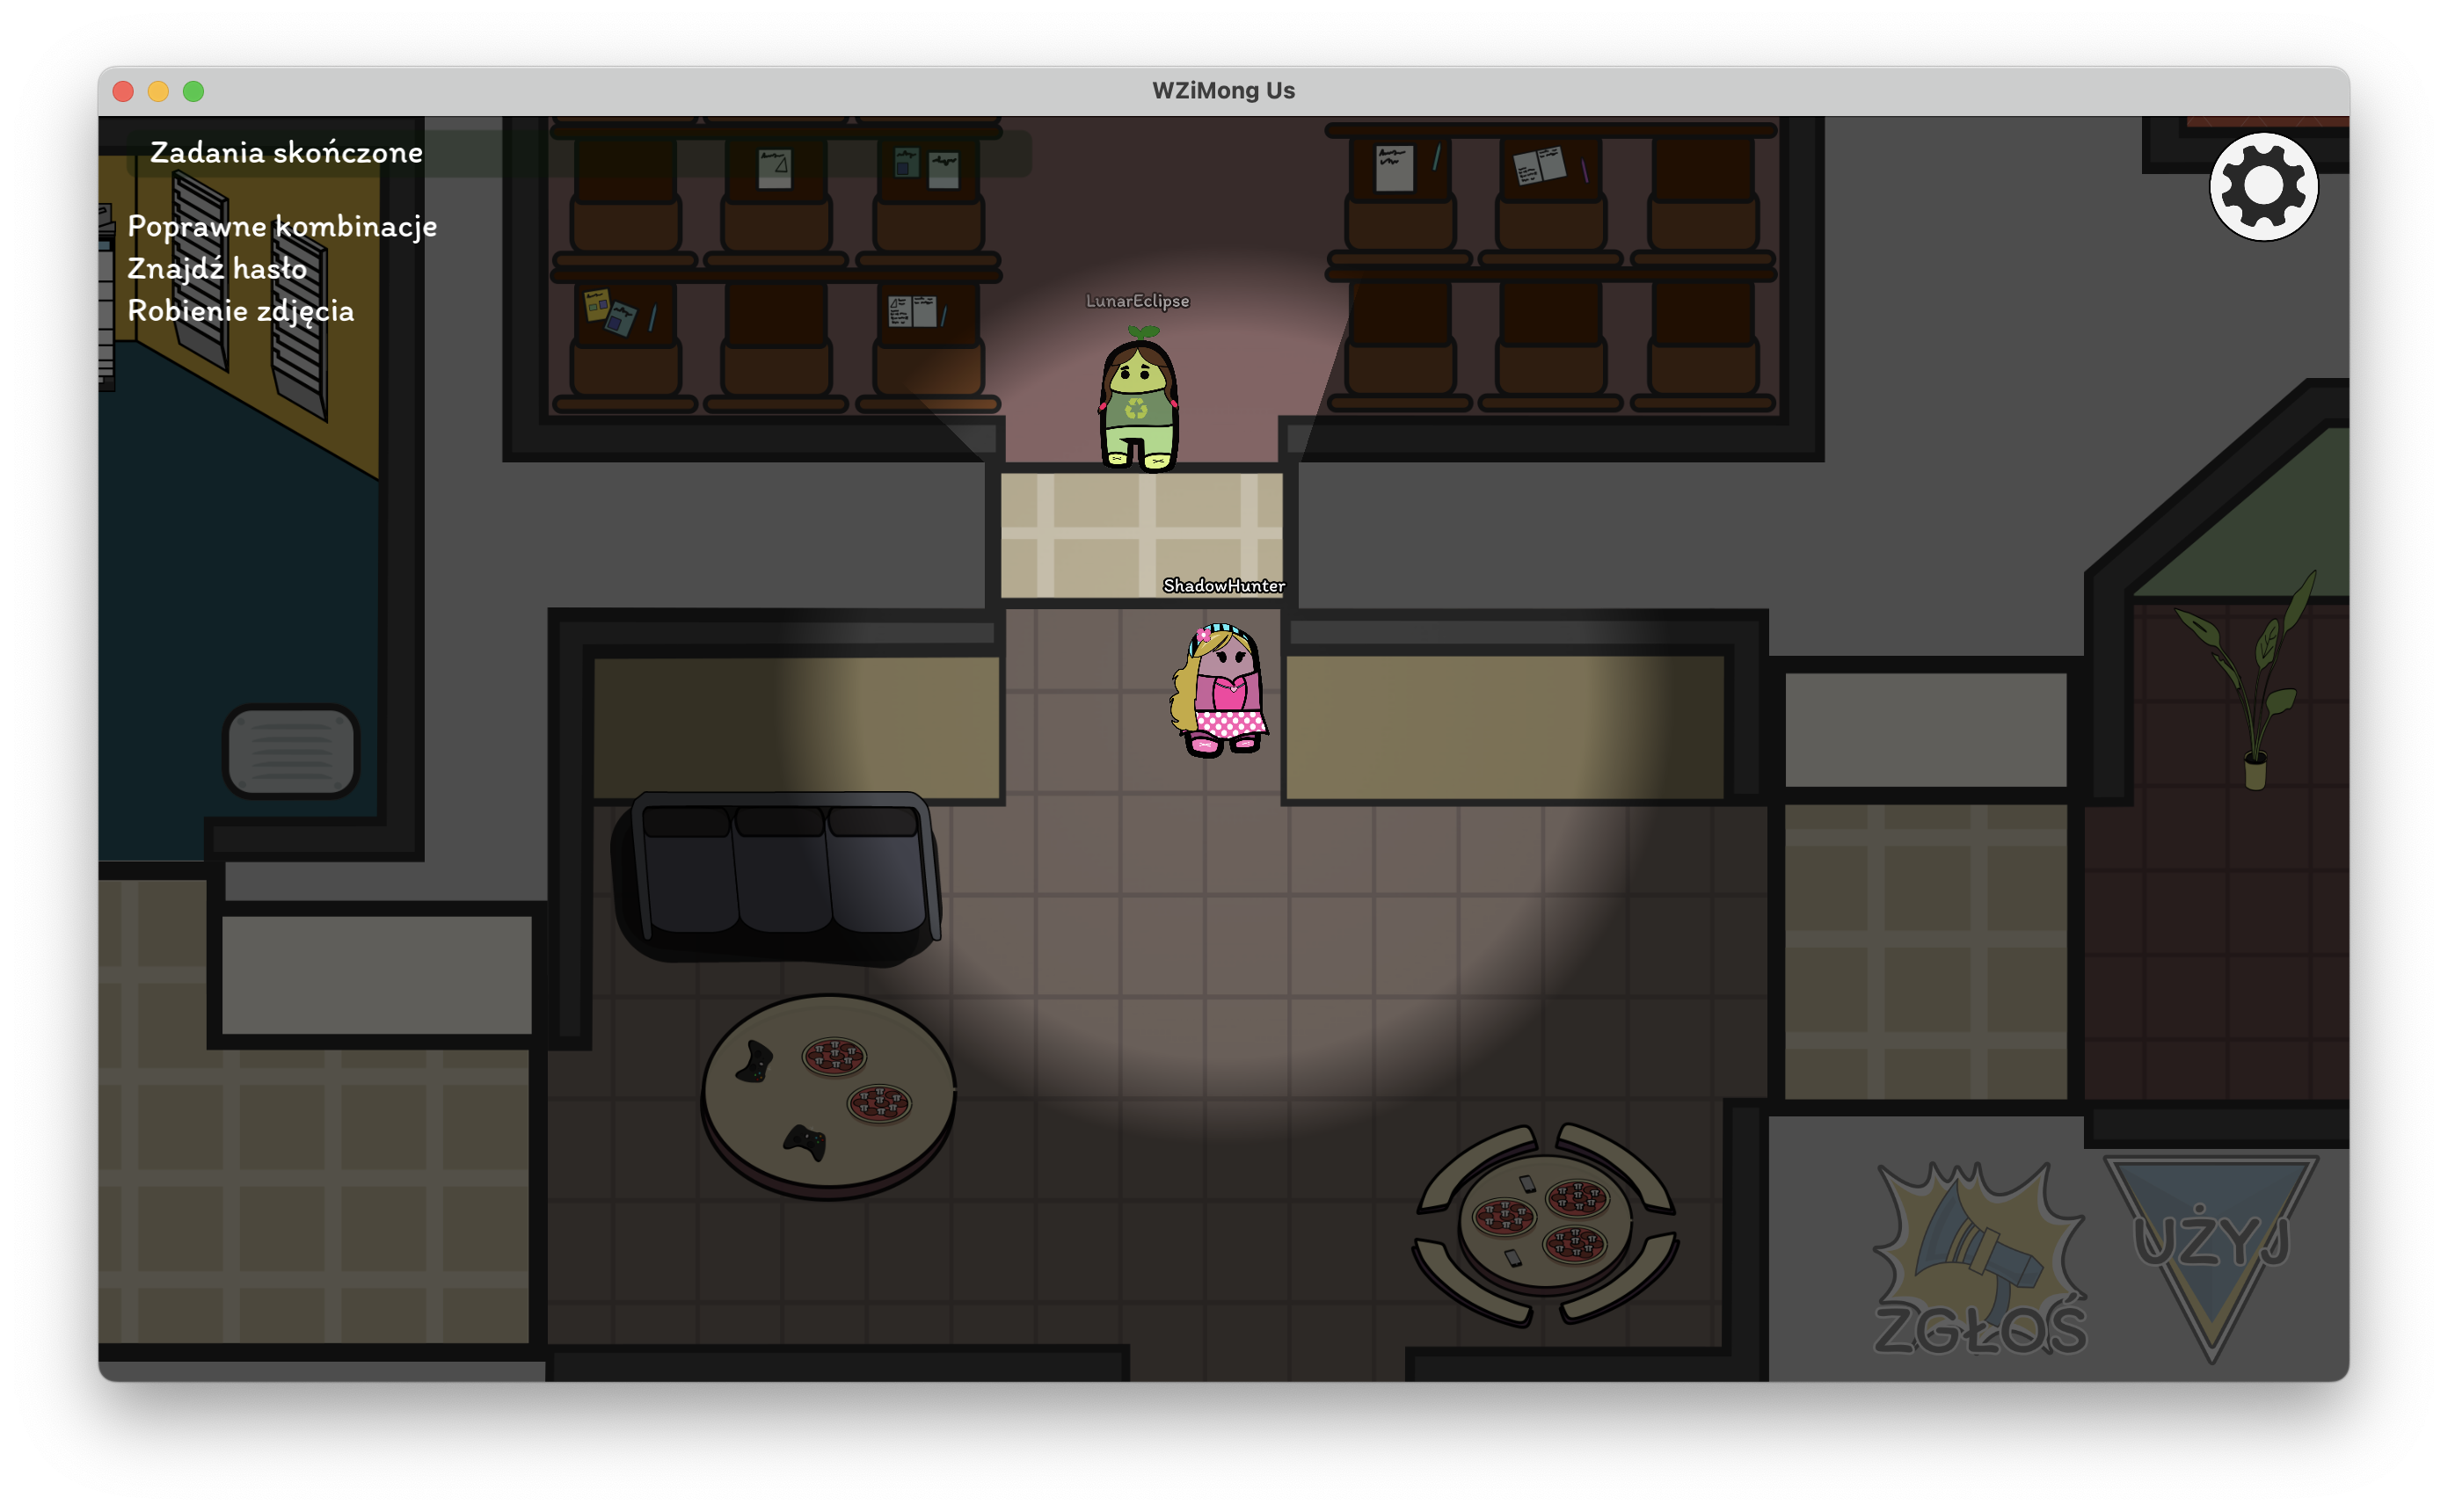 WZiMong Us
Zadania skończone
Poprawne kombinacje
Znajdź hasło
Robienie zdjęcia
LunarEclipse
ShadowHunter
ZGŁOŚ
UŻYJ